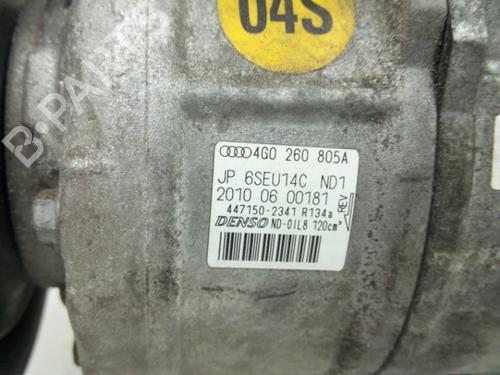 04S
B-PARTS
4G0 260 805A
JP 6SEU14C ND1
2010 06 00181
REV
447150-2341 R134a
DENSO ND-OIL8 120cm³